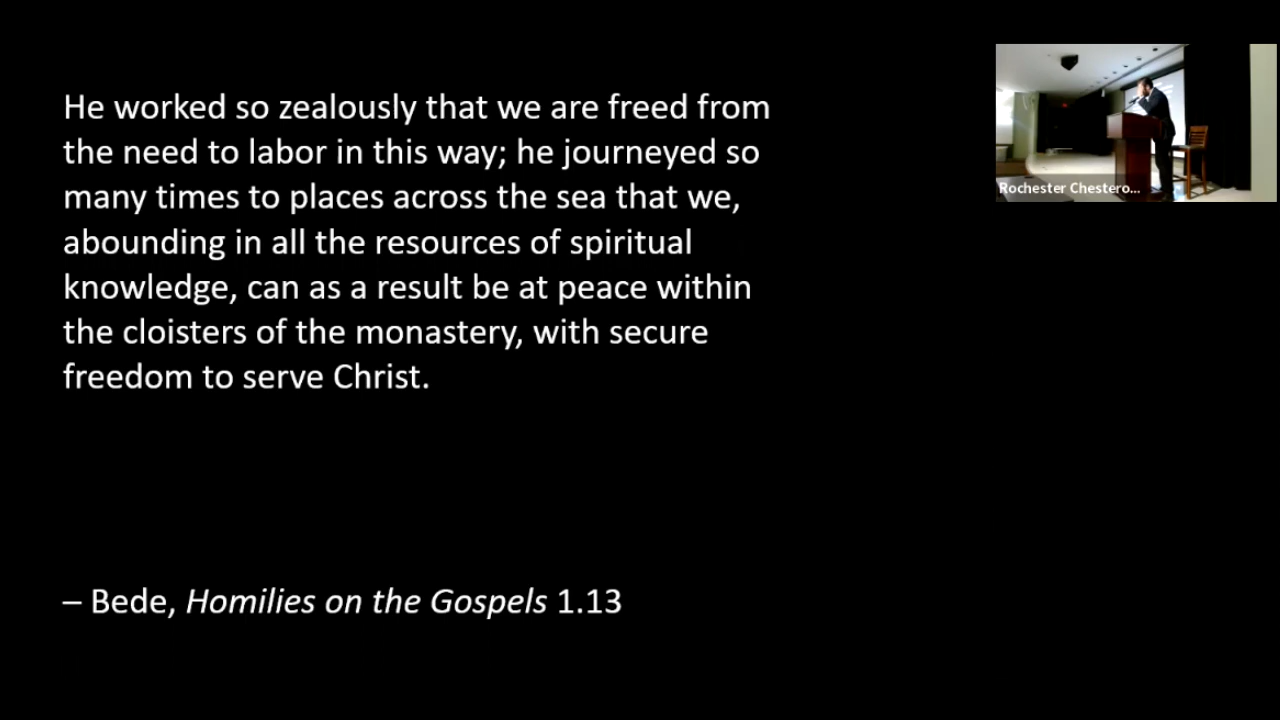 He worked so zealously that we are freed from
the need to labor in this way; he journeyed so
many times to places across the sea that we,
abounding in all the resources of spiritual
knowledge, can as a result be at peace within
the cloisters of the monastery, with secure
freedom to serve Christ.
– Bede, Homilies on the Gospels 1.13
Rochester Chestero...